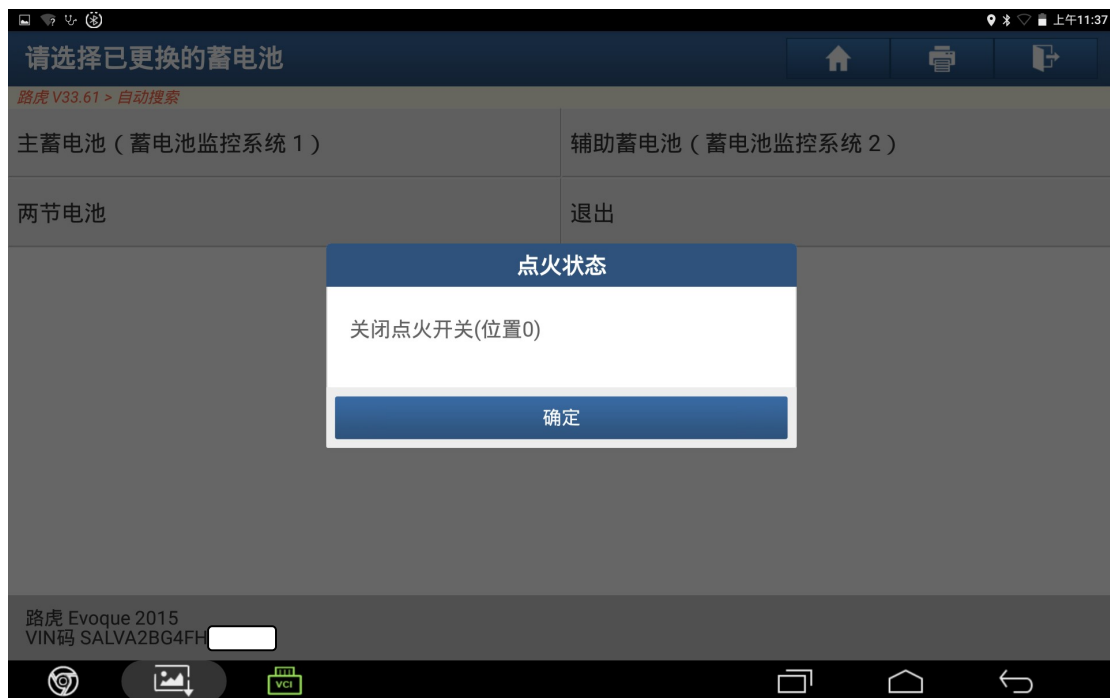 上午11:37
请选择已更换的蓄电池
路虎 V33.61 > 自动搜索
主蓄电池（蓄电池监控系统 1）
辅助蓄电池（蓄电池监控系统 2）
两节电池
退出
点火状态
关闭点火开关(位置0)
确定
路虎 Evoque 2015
VIN码 SALVA2BG4FH
VCI